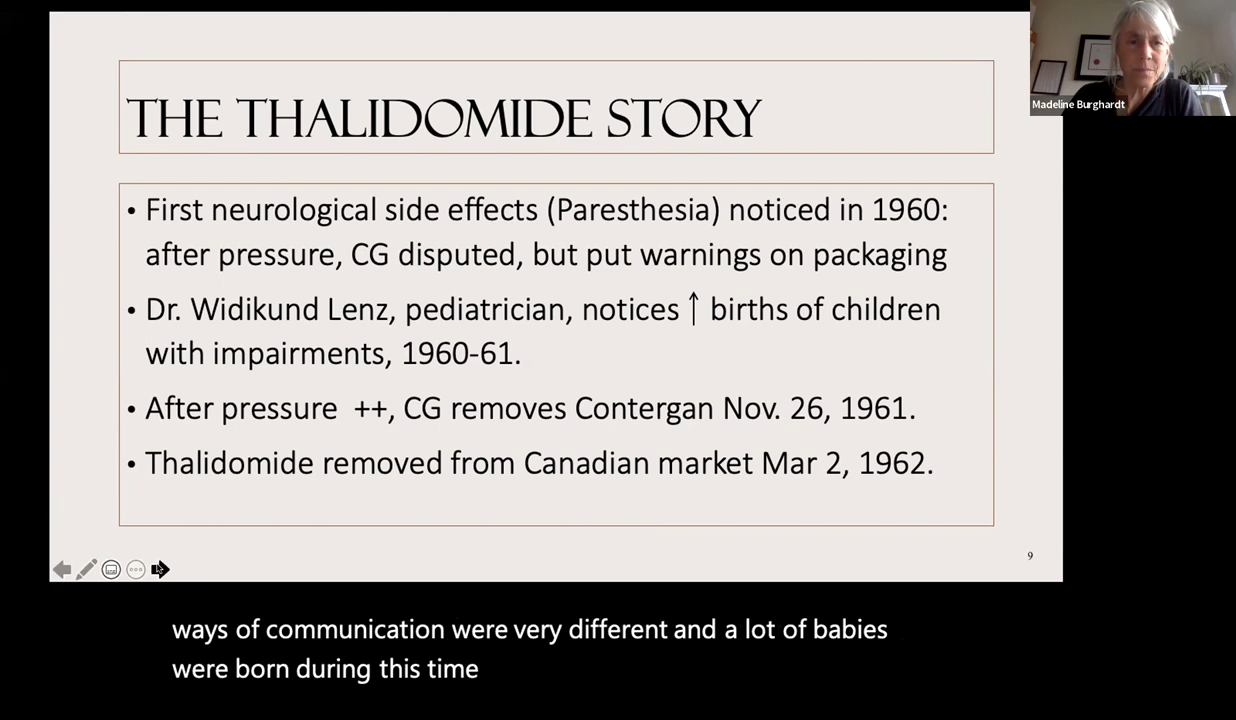 THE THALIDOMIDE STORY
Madeline Burghardt
• First neurological side effects (Paresthesia) noticed in 1960:
after pressure, CG disputed, but put warnings on packaging
• Dr. Widikund Lenz, pediatrician, notices ↑ births of children
with impairments, 1960-61.
• After pressure ++, CG removes Contergan Nov. 26, 1961.
• Thalidomide removed from Canadian market Mar 2, 1962.
9
ways of communication were very different and a lot of babies
were born during this time